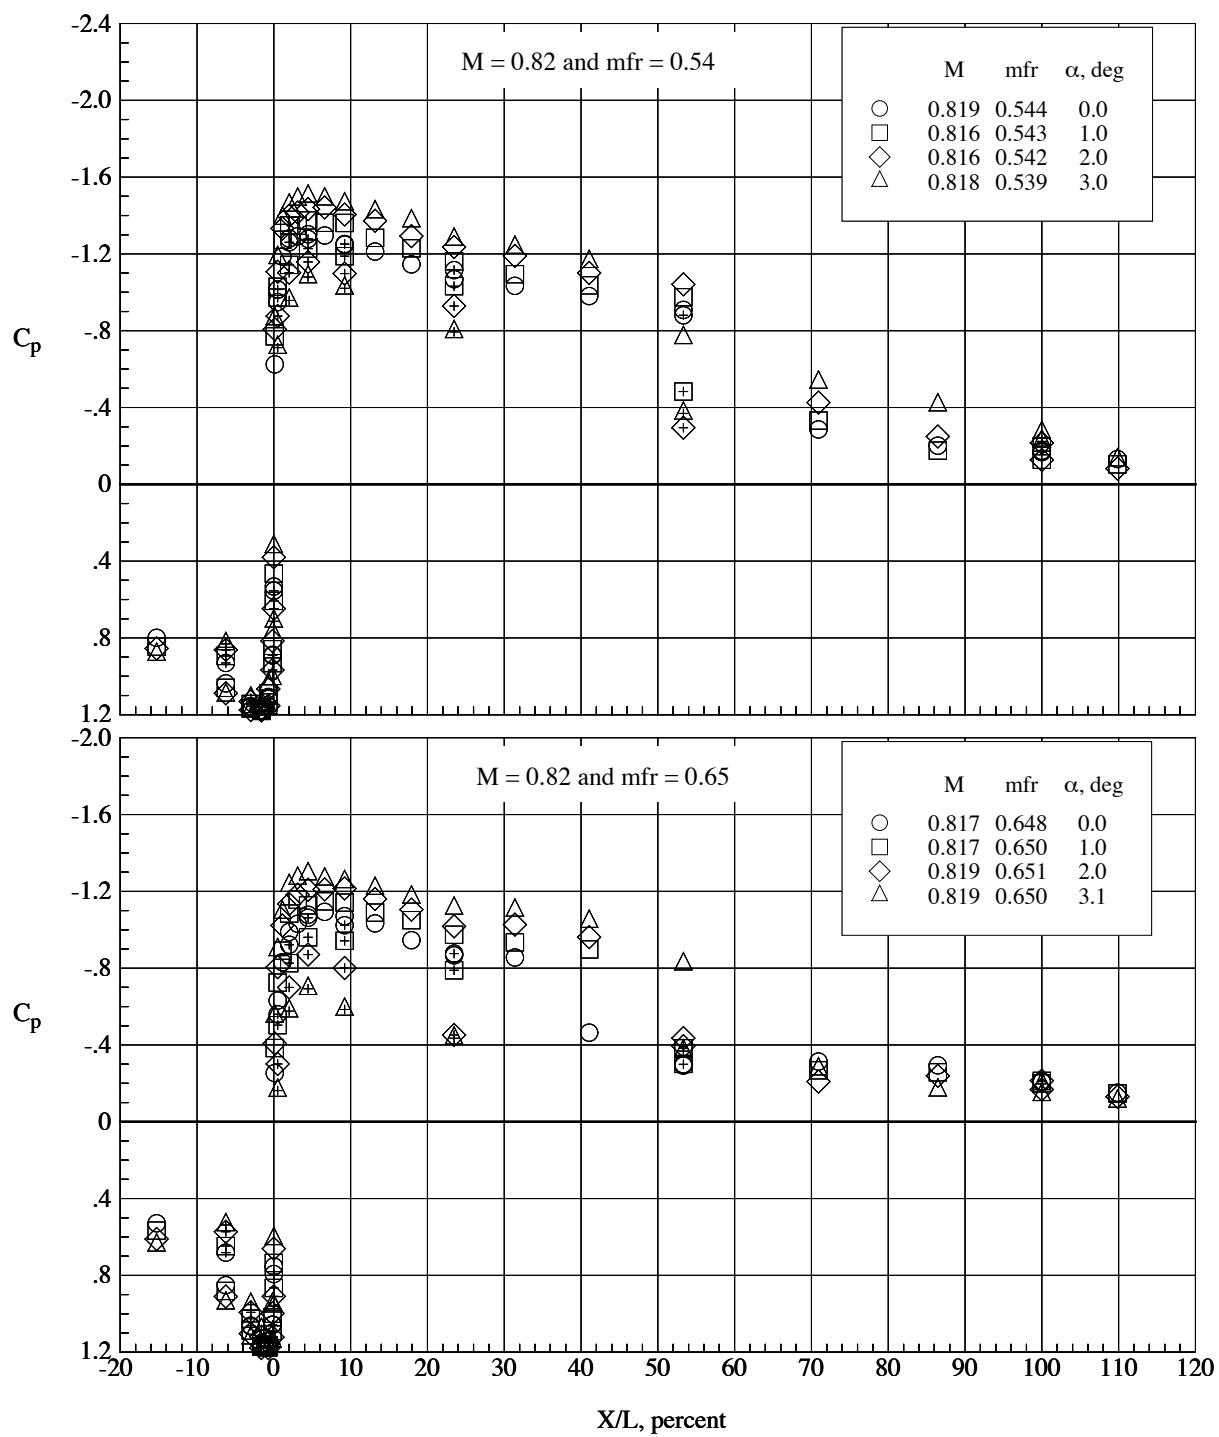 -2.4
M = 0.82 and mfr = 0.54
M mfr α, deg
0.819 0.544 0.0
0.816 0.543 1.0
0.816 0.542 2.0
0.818 0.539 3.0
-2.0
-1.6
-1.2
-.8
-.4
0
.4
.8
1.2
Cp
-2.0
M = 0.82 and mfr = 0.65
M mfr α, deg
0.817 0.648 0.0
0.817 0.650 1.0
0.819 0.651 2.0
0.819 0.650 3.1
-1.6
-1.2
-.8
-.4
0
.4
.8
1.2
Cp
-20 -10 0 10 20 30 40 50 60 70 80 90 100 110 120
X/L, percent